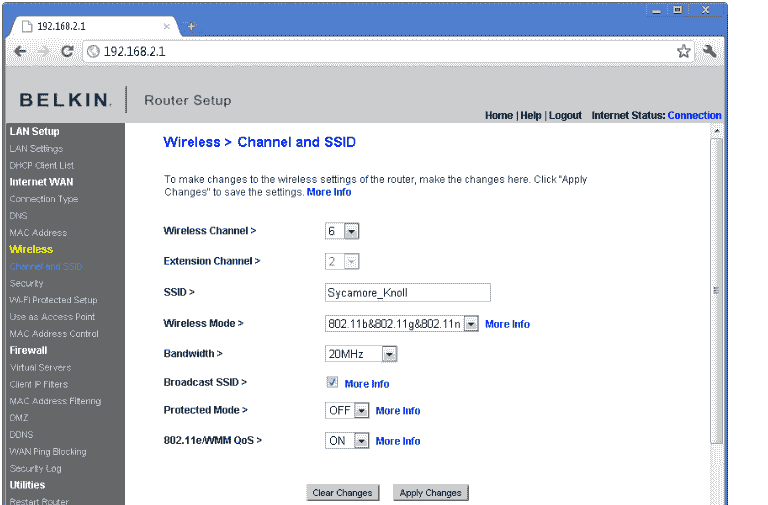 192.168.2.1
192.168.2.1
BELKIN.
Router Setup
Home | Help | Logout Internet Status: Connection
LAN Setup
LAN Settings
DHCP Client List
Internet WAN
Connection Type
DNS
MAC Address
Wireless
Channel and SSID
Security
Wi-Fi Protected Setup
Use as Access Point
MAC Address Control
Firewall
Virtual Servers
Client IP Filters
MAC Address Filtering
DMZ
DDNS
WAN Ping Blocking
Security Log
Utilities
Restart Router
Wireless > Channel and SSID
To make changes to the wireless settings of the router, make the changes here. Click "Apply
Changes" to save the settings. More Info
Wireless Channel > 6
Extension Channel > 2
SSID > Sycamore_Knoll
Wireless Mode > 802.11b&802.11g&802.11n More Info
Bandwidth > 20MHz
Broadcast SSID > More Info
Protected Mode > OFF More Info
802.11e/WMM QoS > ON More Info
Clear Changes Apply Changes